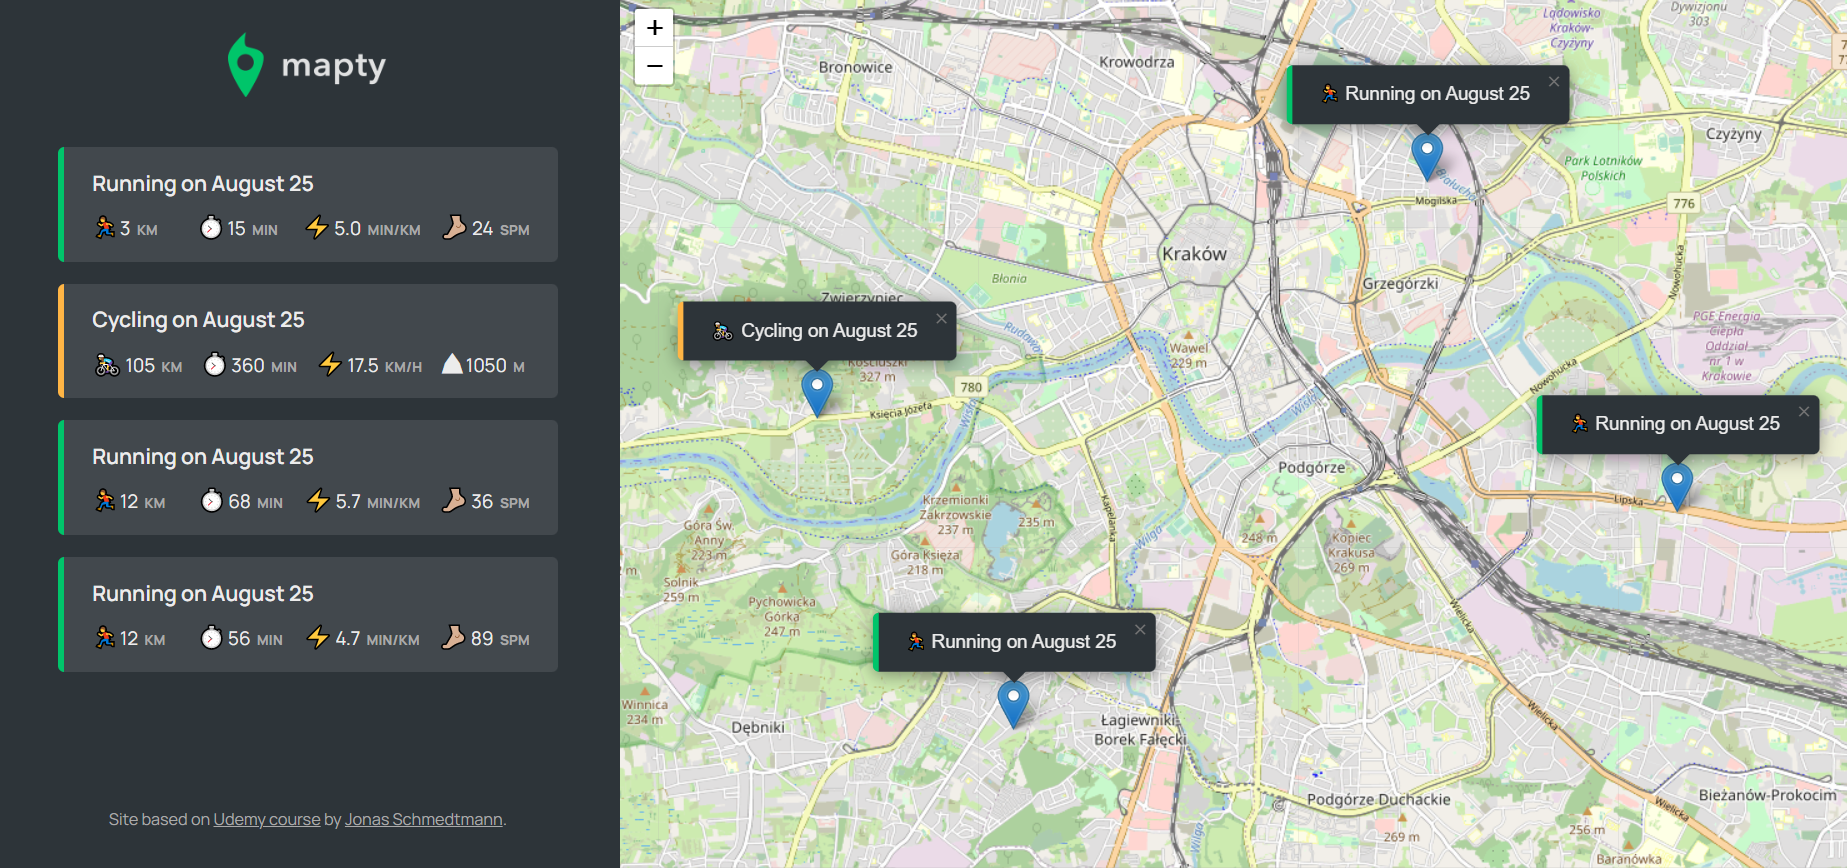 mapty
Running on August 25
3 KM 15 MIN 5.0 MIN/KM 24 SPM
Cycling on August 25
105 KM 360 MIN 17.5 KM/H 1050 M
Running on August 25
12 KM 68 MIN 5.7 MIN/KM 36 SPM
Running on August 25
12 KM 56 MIN 4.7 MIN/KM 89 SPM
Site based on Udemy course by Jonas Schmedtmann.
+
−
Bronowice
Krowodrza
Lądowisko
Kraków-
Czyżyny
Dywizjonu
303
Running on August 25
Czyżyny
Park Lotników
Polskich
Mogilska
776
Kraków
Błonia
Grzegórzki
Nowohucka
Zwierzyniec
Cycling on August 25
Kościuszki
327 m
Rudawa
Wawel
229 m
PGE Energia
Ciepła
Oddział
nr 1 w
Krakowie
780
Księcia Józefa
Wisła
Wisła
Nowohucka
Running on August 25
Podgórze
Lipska
Krzemionki
Zakrzowskie
237 m
235 m
Kapelanka
Wilga
Góra Św.
Anny
223 m
Góra Księża
218 m
248 m
Kopiec
Krakusa
269 m
Solnik
259 m
Pychowicka
Górka
247 m
Wielicka
Running on August 25
Winnica
234 m
Dębniki
Łagiewniki-
Borek Fałęcki
Wielicka
Podgórze Duchackie
269 m
Wielicka
256 m
Bieżanów-Prokocim
Baranówka